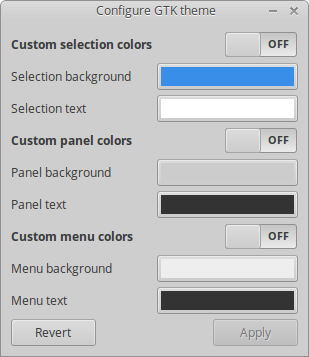 Configure GTK theme
Custom selection colors OFF
Selection background
Selection text
Custom panel colors OFF
Panel background
Panel text
Custom menu colors OFF
Menu background
Menu text
Revert Apply